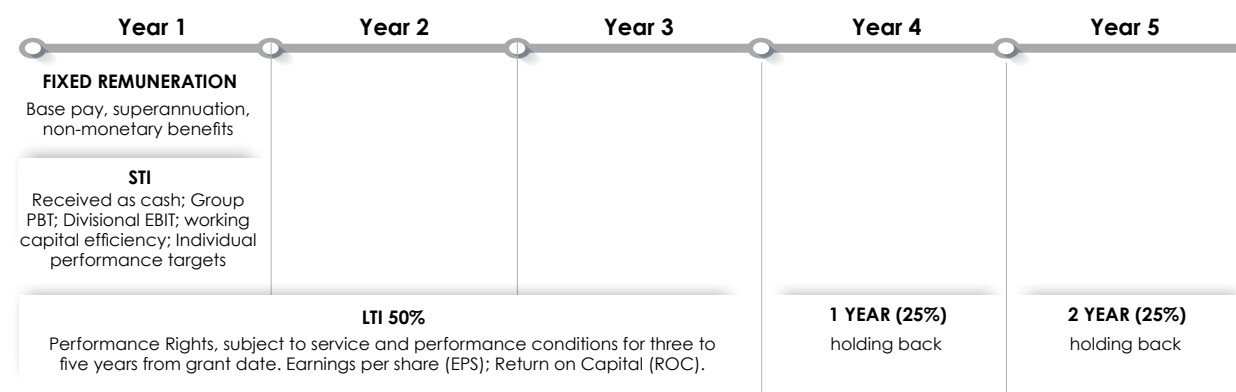 Year 1
Year 2
Year 3
Year 4
Year 5
FIXED REMUNERATION
Base pay, superannuation,
non-monetary benefits
STI
Received as cash; Group
PBT; Divisional EBIT; working
capital efficiency; Individual
performance targets
LTI 50%
Performance Rights, subject to service and performance conditions for three to
five years from grant date. Earnings per share (EPS); Return on Capital (ROC).
1 YEAR (25%)
holding back
2 YEAR (25%)
holding back